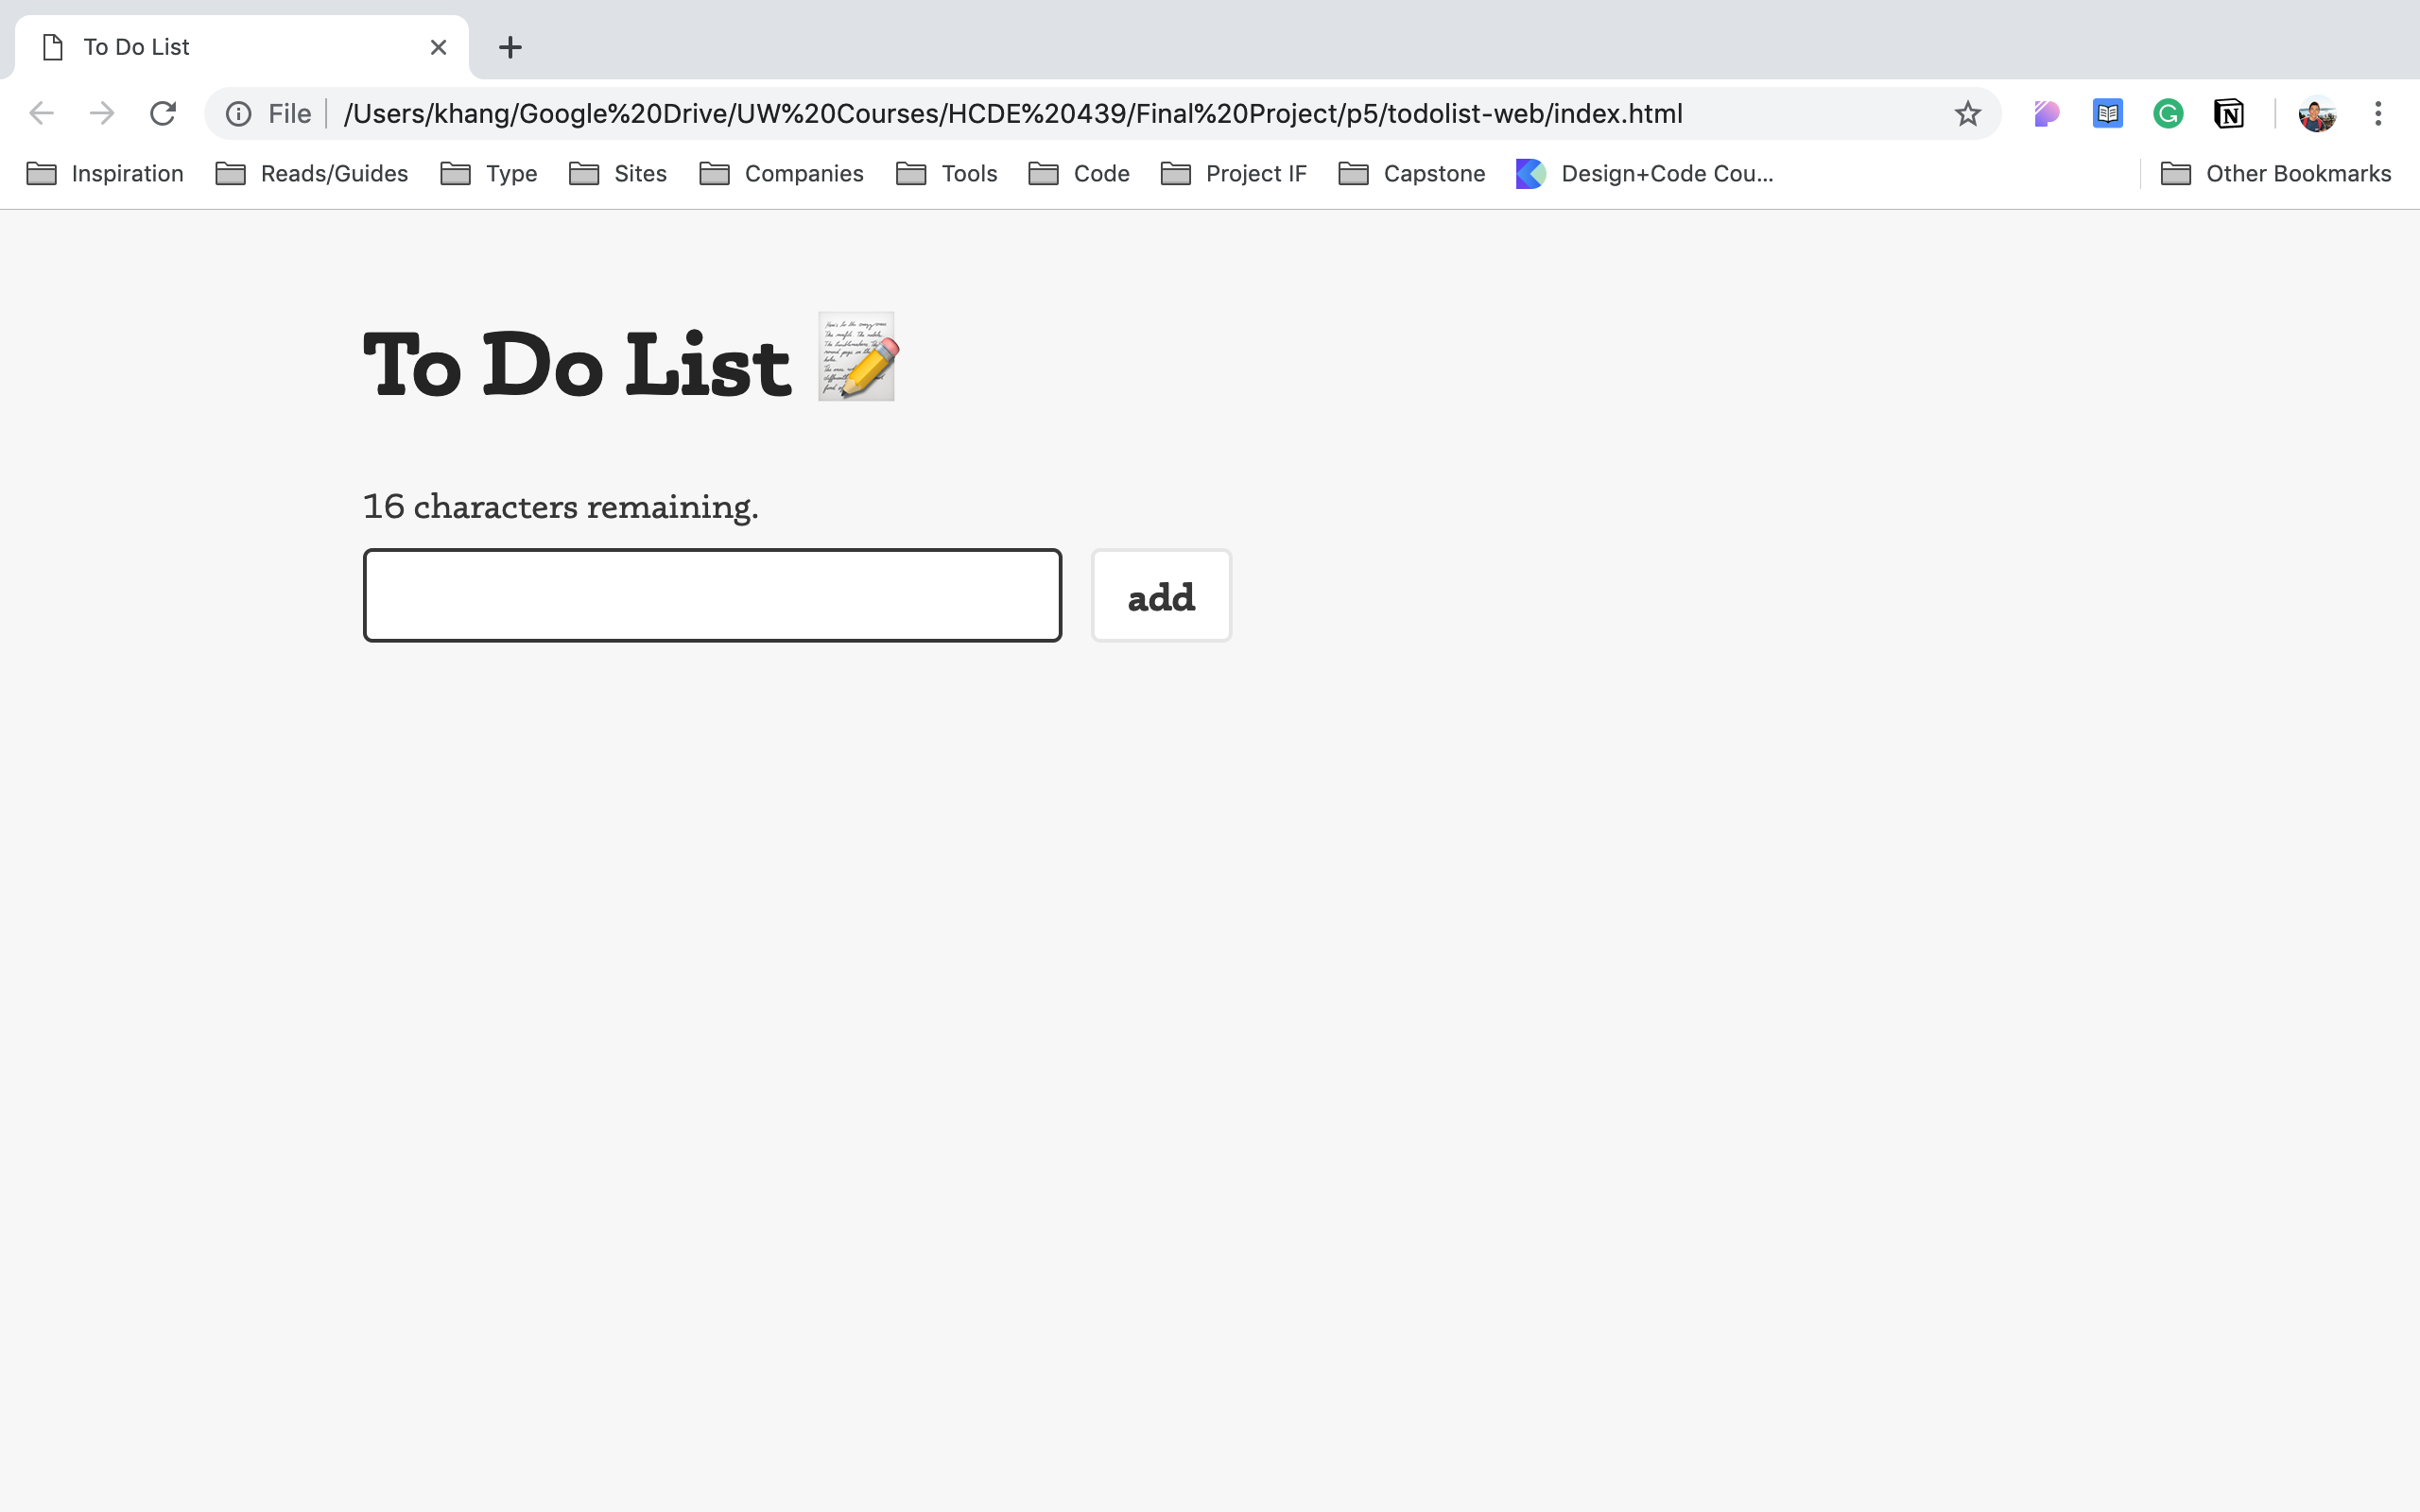 To Do List
File /Users/khang/Google%20Drive/UW%20Courses/HCDE%20439/Final%20Project/p5/todolist-web/index.html
Inspiration Reads/Guides Type Sites Companies Tools Code Project IF Capstone Design+Code Cou... Other Bookmarks
To Do List
16 characters remaining.
add